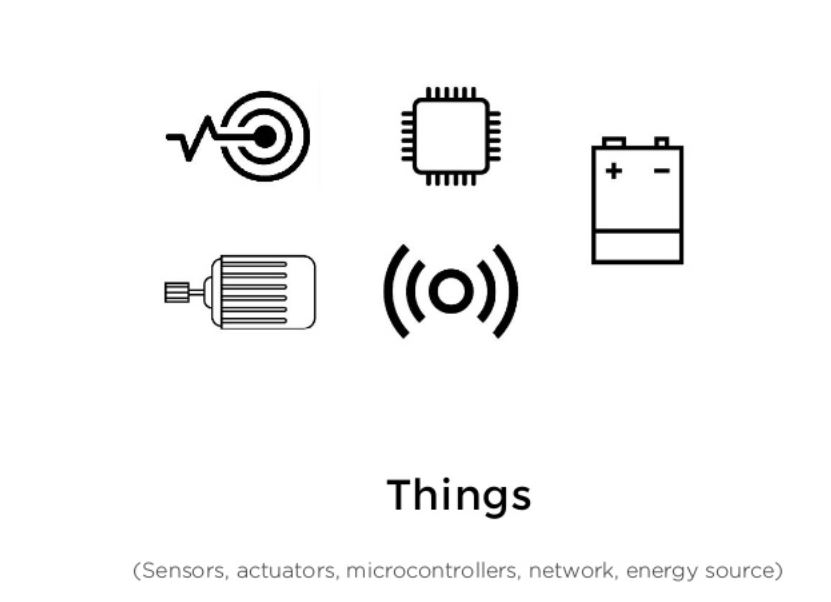 + -
Things
(Sensors, actuators, microcontrollers, network, energy source)